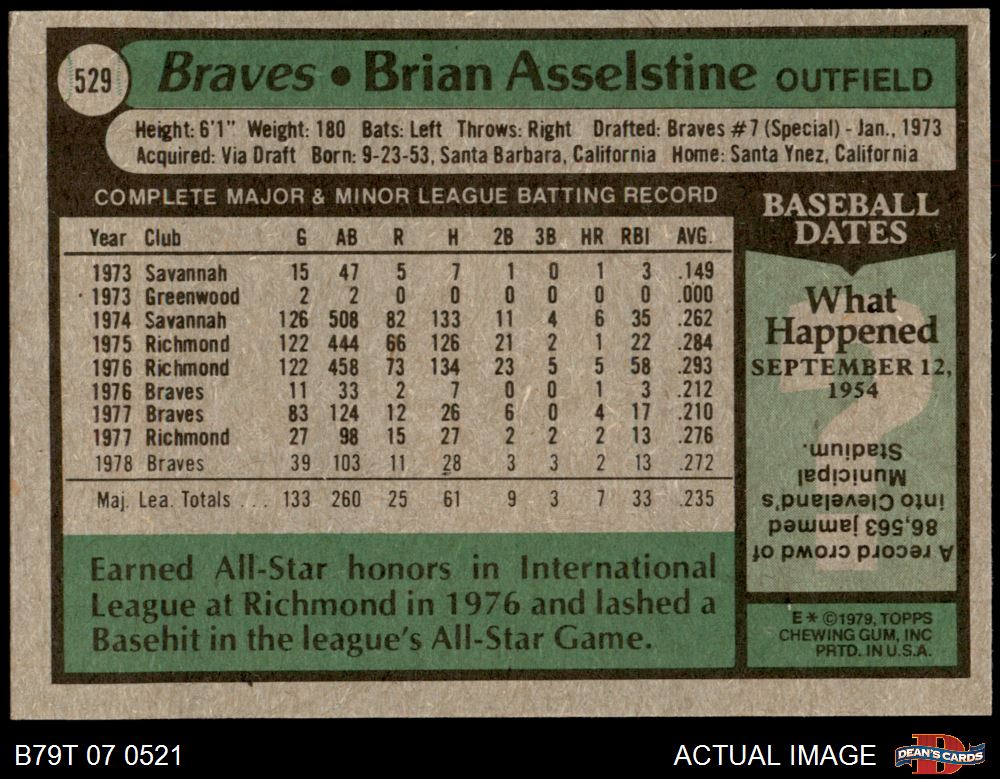 529
Braves • Brian Asselstine OUTFIELD
Height: 6'1" Weight: 180 Bats: Left Throws: Right Drafted: Braves #7 (Special) - Jan., 1973
Acquired: Via Draft Born: 9-23-53, Santa Barbara, California Home: Santa Ynez, California
COMPLETE MAJOR & MINOR LEAGUE BATTING RECORD
Year Club G AB R H 2B 3B HR RBI AVG.
1973 Savannah 15 47 5 7 1 0 1 3 .149
1973 Greenwood 2 2 0 0 0 0 0 0 .000
1974 Savannah 126 508 82 133 11 4 6 35 .262
1975 Richmond 122 444 66 126 21 2 1 22 .284
1976 Richmond 122 458 73 134 23 5 5 58 .293
1976 Braves 11 33 2 7 0 0 1 3 .212
1977 Braves 83 124 12 26 6 0 4 17 .210
1977 Richmond 27 98 15 27 2 2 2 13 .276
1978 Braves 39 103 11 28 3 3 2 13 .272
Maj. Lea. Totals . . . 133 260 25 61 9 3 7 33 .235
Earned All-Star honors in International
League at Richmond in 1976 and lashed a
Basehit in the league's All-Star Game.
BASEBALL
DATES
What
Happened
SEPTEMBER 12,
1954
?
A record crowd of
86,563 jammed
into Cleveland's
Municipal
Stadium.
E * ©1979, TOPPS
CHEWING GUM, INC
PRTD. IN U.S.A.
B79T 07 0521
ACTUAL IMAGE
DEAN'S CARDS